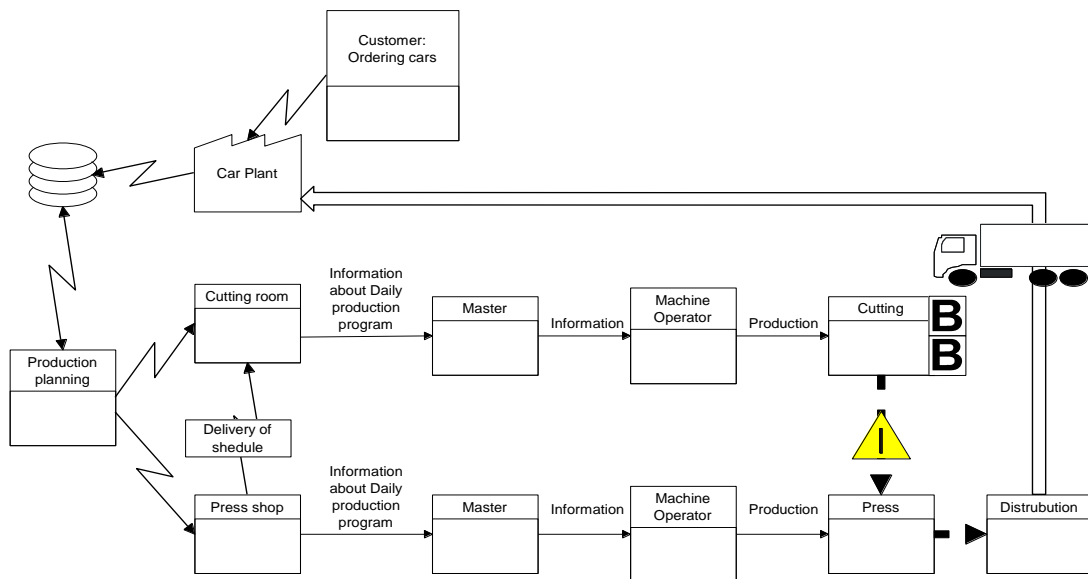 Customer:
Ordering cars
Car Plant
Production
planning
Cutting room
Information
about Daily
production
program
Master
Information
Machine
Operator
Production
Cutting
B
B
Delivery of
shedule
I
Press shop
Information
about Daily
production
program
Master
Information
Machine
Operator
Production
Press
Distrubution